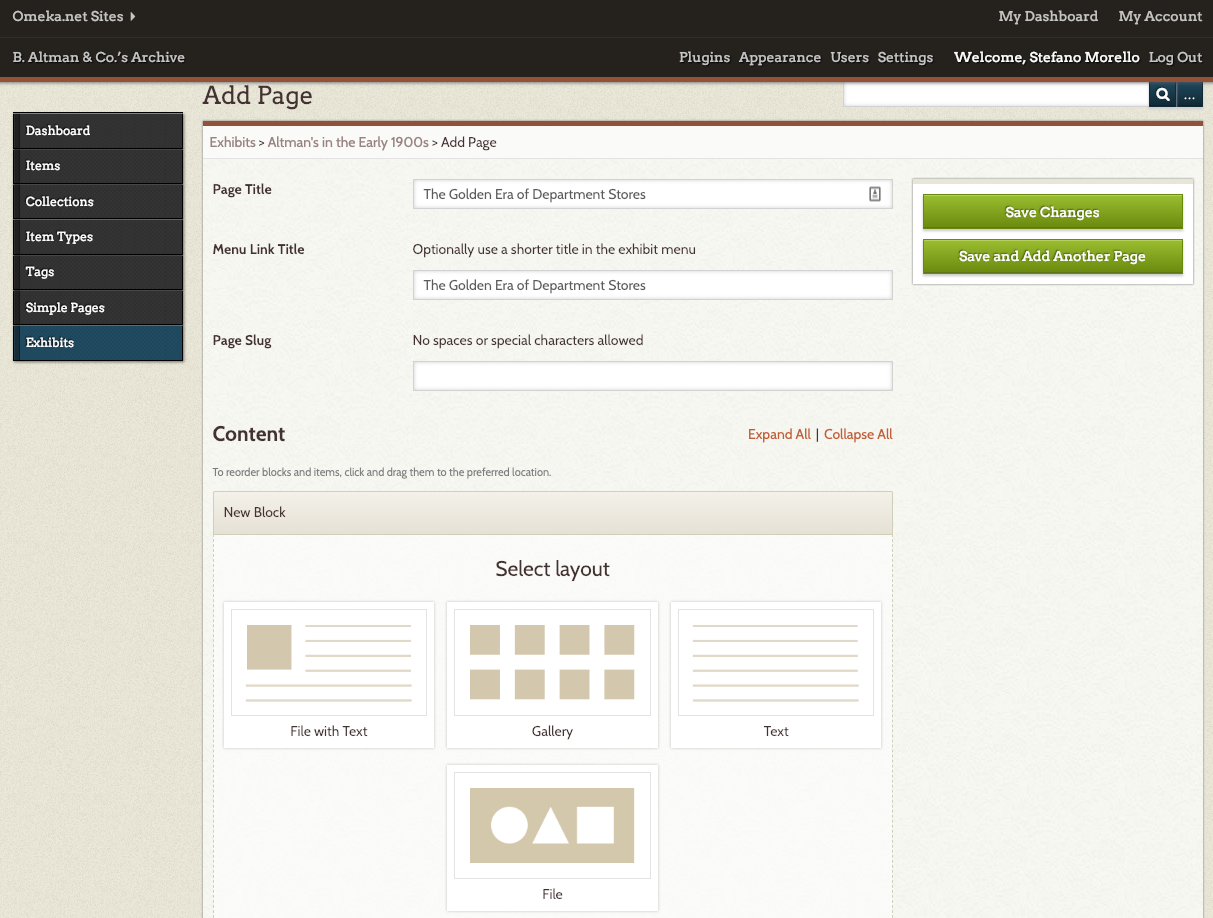 Omeka.net Sites
My Dashboard My Account
B. Altman & Co.'s Archive
Plugins Appearance Users Settings Welcome, Stefano Morello Log Out
Add Page
...
Dashboard
Items
Collections
Item Types
Tags
Simple Pages
Exhibits
Exhibits > Altman's in the Early 1900s > Add Page
Page Title
The Golden Era of Department Stores
Save Changes
Save and Add Another Page
Menu Link Title
Optionally use a shorter title in the exhibit menu
The Golden Era of Department Stores
Page Slug
No spaces or special characters allowed
Content
Expand All | Collapse All
To reorder blocks and items, click and drag them to the preferred location.
New Block
Select layout
File with Text
Gallery
Text
File